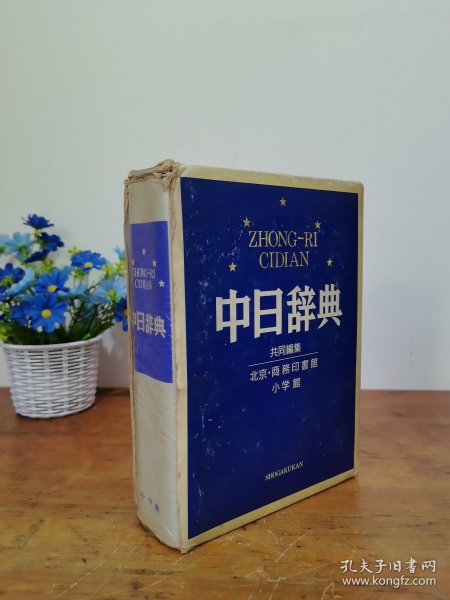 ZHONG-RI
CIDIAN
中日辞典
小学館
ZHONG-RI
CIDIAN
中日辞典
共同編集
北京・商務印書館
小学館
SHOGAKUKAN
孔夫子旧书网
www.kongfz.com